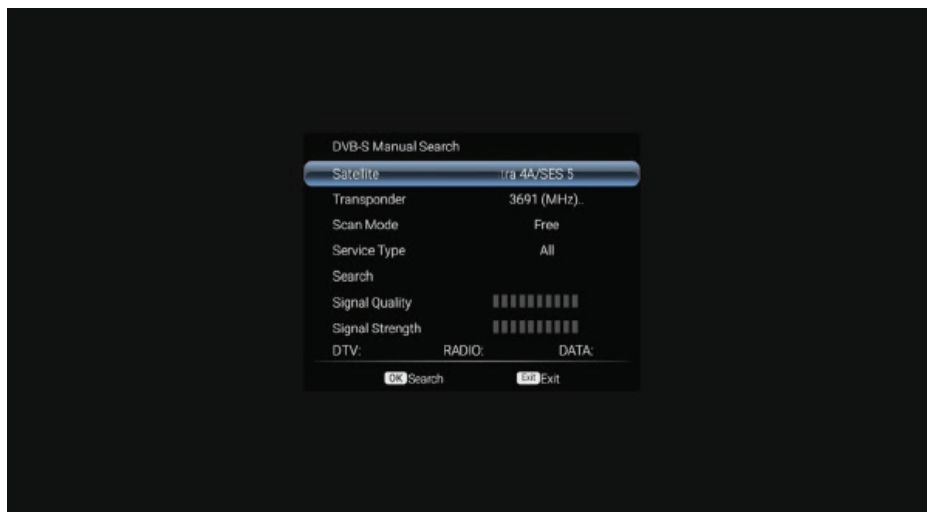 DVB-S Manual Search
Satellite tra 4A/SES 5
Transponder 3691 (MHz)..
Scan Mode Free
Service Type All
Search
Signal Quality
Signal Strength
DTV: RADIO: DATA:
OK Search Exit Exit